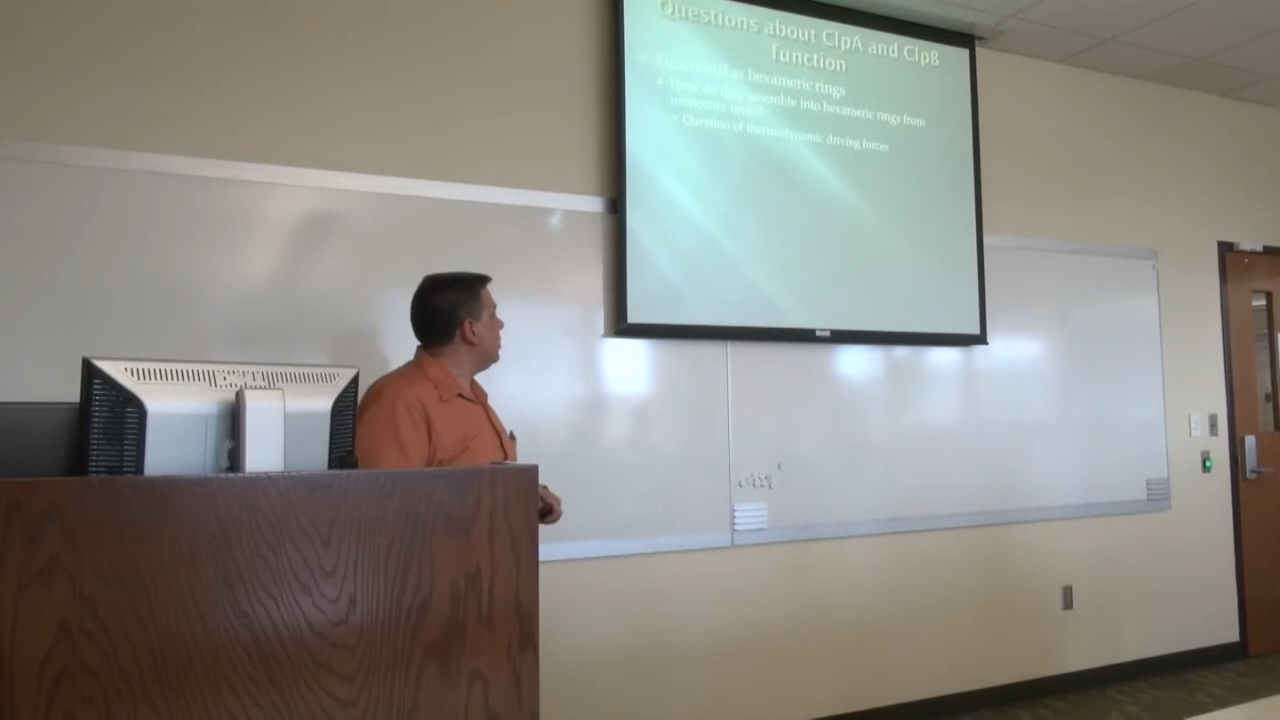 Questions about ClpA and ClpB
function
Functional as hexameric rings
How do they assemble into hexameric rings from
monomer units?
Question of thermodynamic driving forces